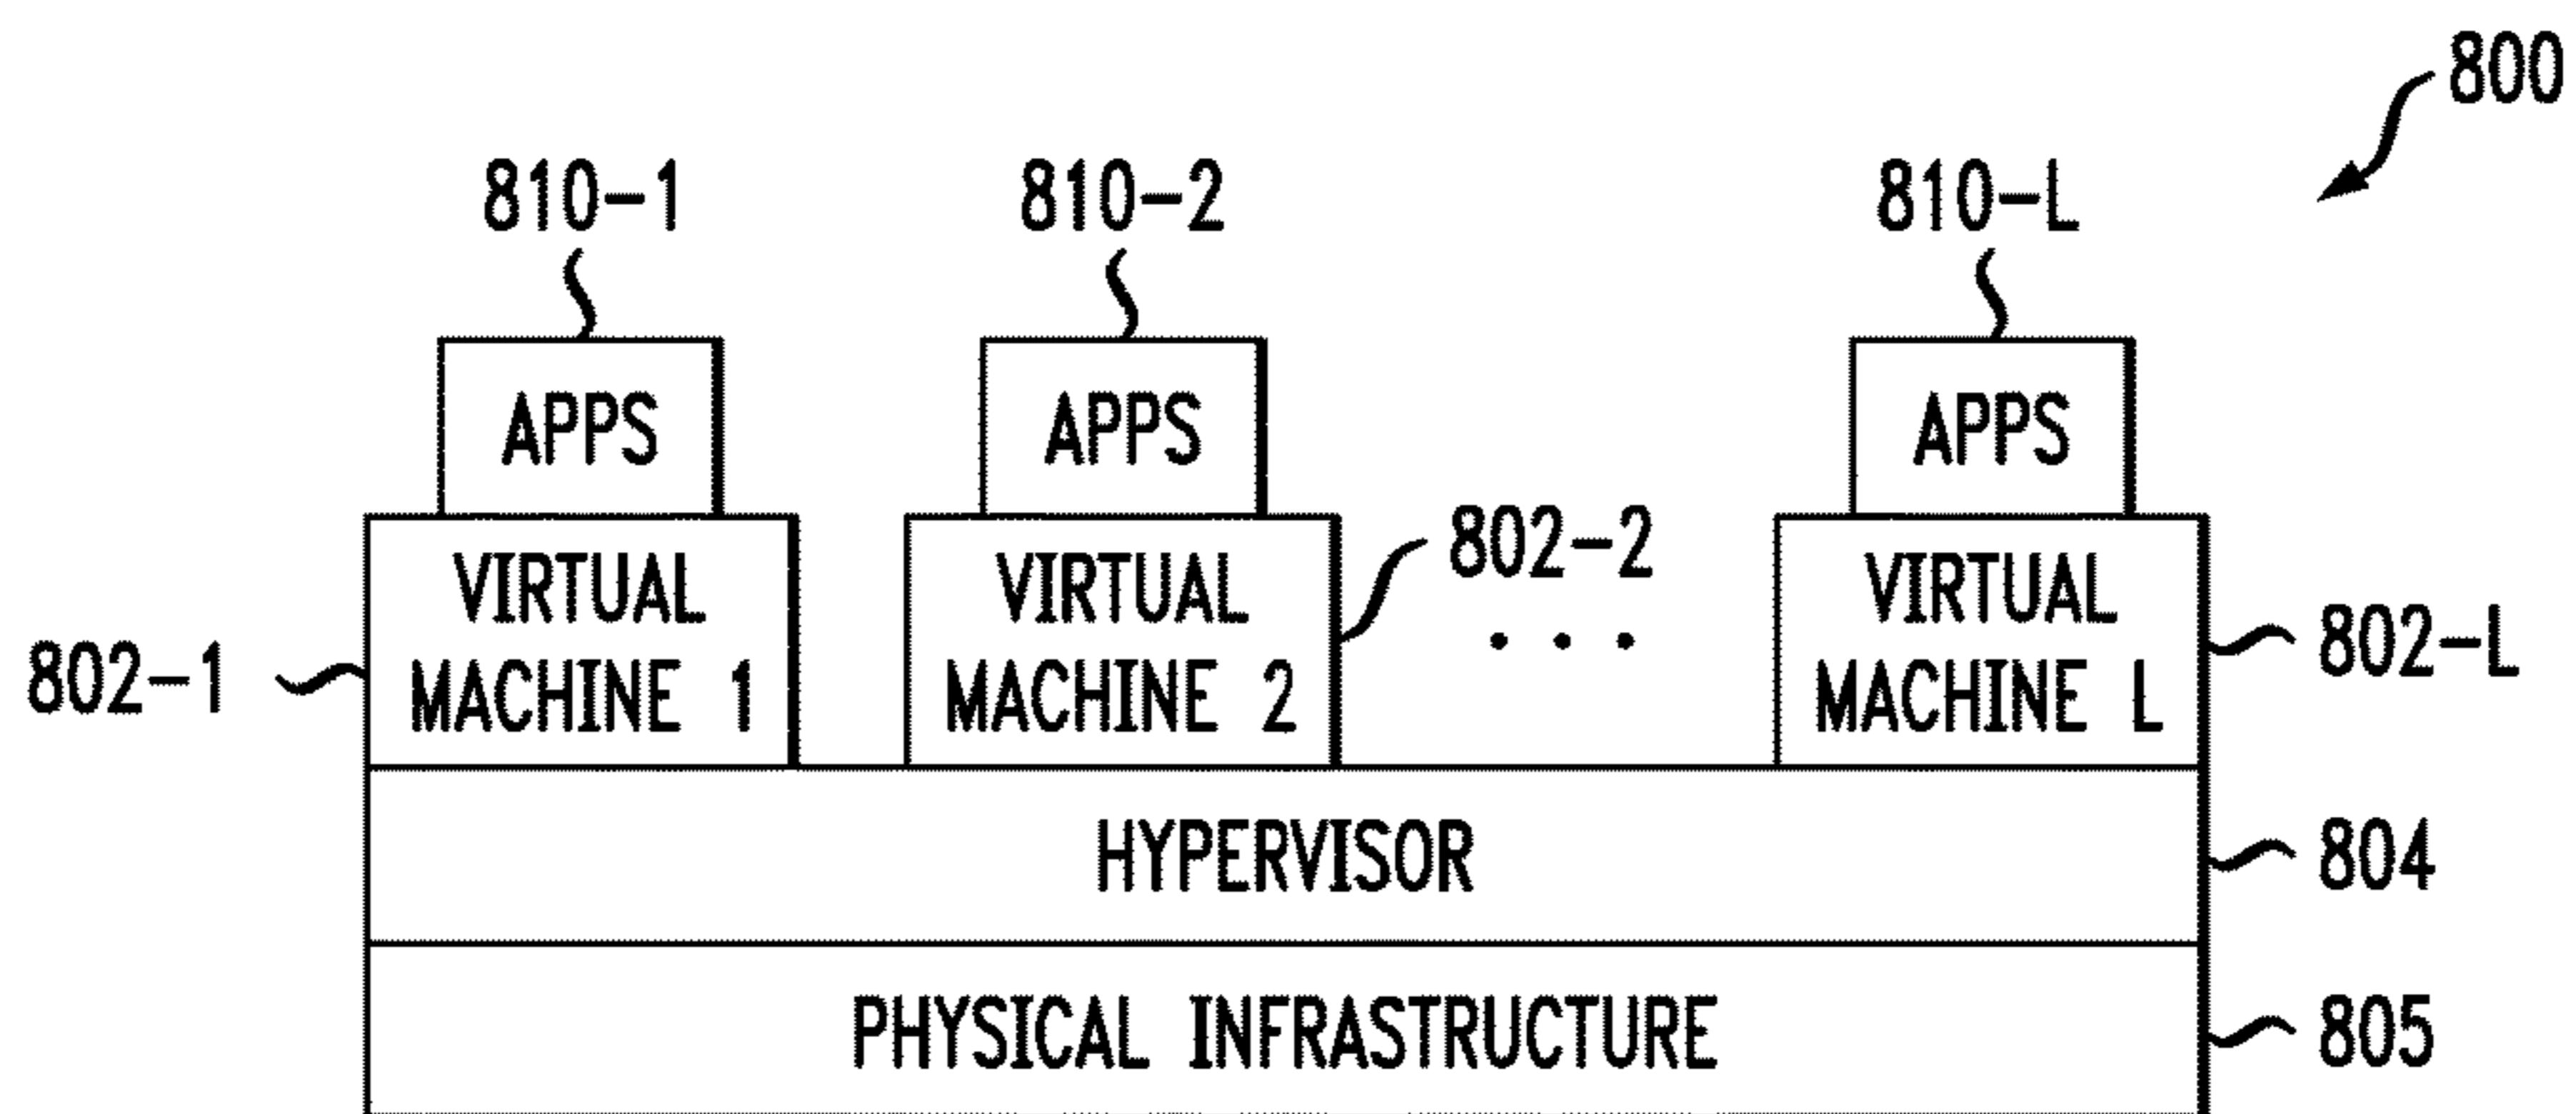 800
810-1
810-2
810-L
APPS
APPS
APPS
VIRTUAL
MACHINE 1
VIRTUAL
MACHINE 2
802-2
. . .
VIRTUAL
MACHINE L
802-1
802-L
HYPERVISOR
804
PHYSICAL INFRASTRUCTURE
805